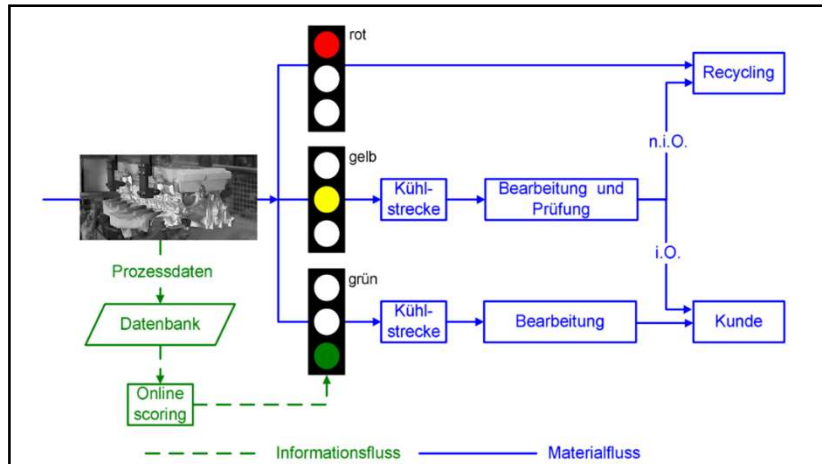 rot
Recycling
n.i.O.
gelb
Kühl-
strecke
Bearbeitung und
Prüfung
i.O.
Prozessdaten
Datenbank
Online
scoring
grün
Kühl-
strecke
Bearbeitung
Kunde
Informationsfluss
Materialfluss